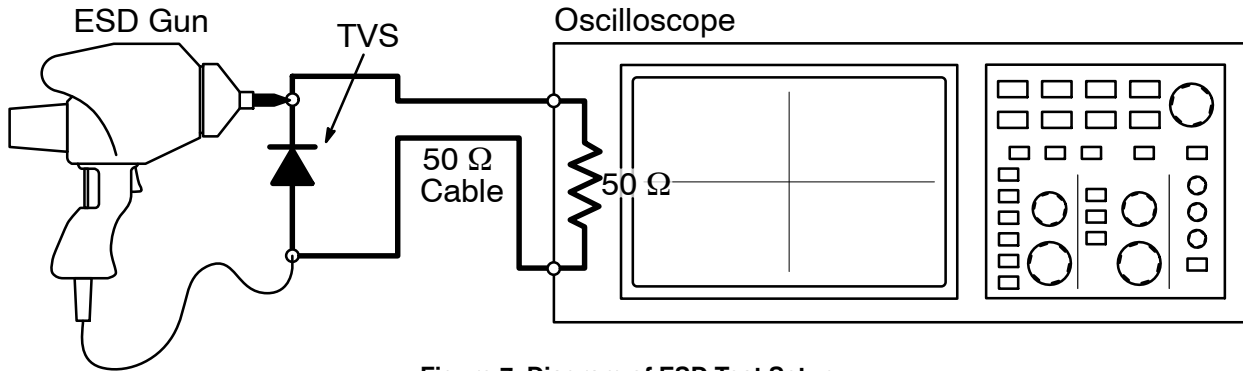 ESD Gun
Oscilloscope
TVS
50 Ω
Cable
50 Ω